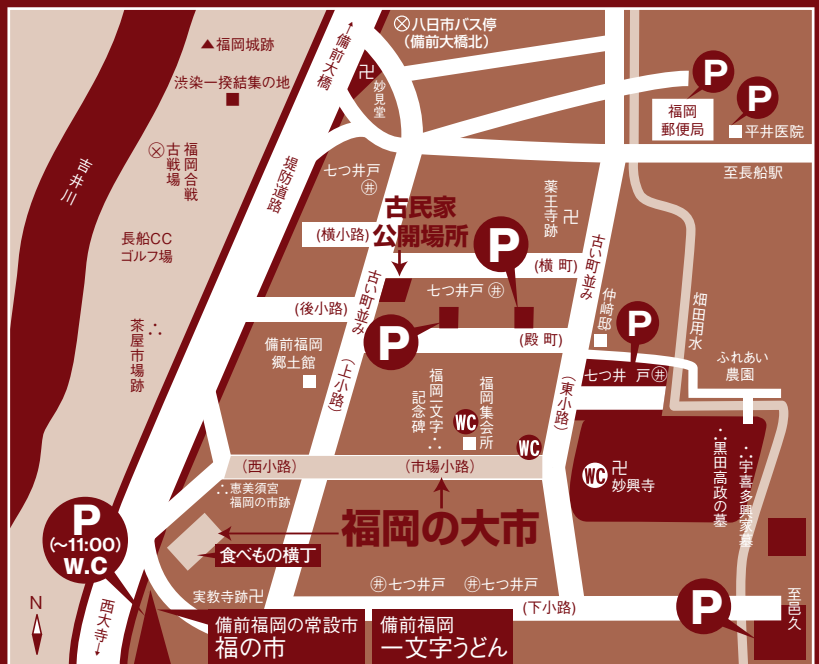 八日市バス停
(備前大橋北)
←備前大橋
▲福岡城跡
渋染一揆結集の地
卍
妙見堂
P
P
福岡
郵便局
平井医院
至長船駅
福岡合戦
古戦場
吉井川
堤防道路
七つ井戸
井
薬王寺跡
卍
古民家
公開場所
P
(横小路)
(横町)
古い町並み
古い町並み
長船CC
ゴルフ場
七つ井戸 井
仲﨑邸
畑田用水
(後小路)
P
P
(殿町)
茶屋市場跡
備前福岡
郷土館
(上小路)
福岡一文字
記念碑
福岡集会所
(東小路)
七つ井戸 井
ふれあい
農園
WC
WC
(西小路)
(市場小路)
WC
卍
妙興寺
黒田高政の墓
宇喜多興家墓
恵美須宮
福岡の市跡
福岡の大市
P
(〜11:00)
W.C
食べもの横丁
実教寺跡卍
井七つ井戸
井七つ井戸
(下小路)
P
至邑久
N
西大寺→
備前福岡の常設市
福の市
備前福岡
一文字うどん